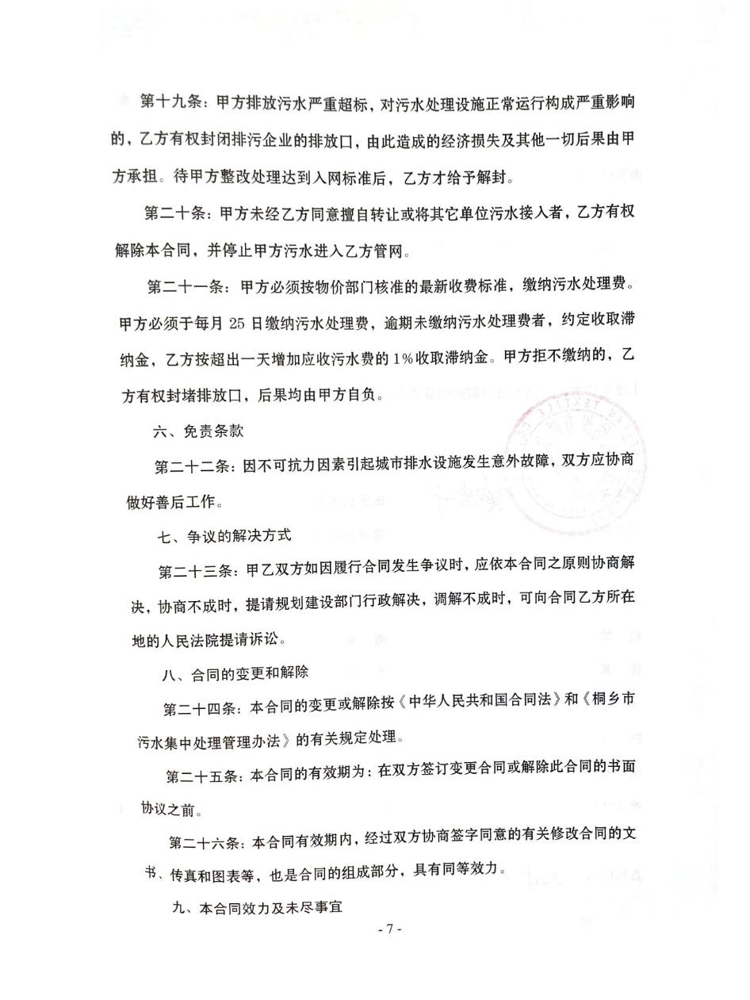 第十九条：甲方排放污水严重超标，对污水处理设施正常运行构成严重影响
的，乙方有权封闭排污企业的排放口，由此造成的经济损失及其他一切后果由甲
方承担。待甲方整改处理达到入网标准后，乙方才给予解封。
第二十条：甲方未经乙方同意擅自转让或将其它单位污水接入者，乙方有权
解除本合同，并停止甲方污水进入乙方管网。
第二十一条：甲方必须按物价部门核准的最新收费标准，缴纳污水处理费。
甲方必须于每月 25 日缴纳污水处理费，逾期未缴纳污水处理费者，约定收取滞
纳金，乙方按超出一天增加应收污水费的 1%收取滞纳金。甲方拒不缴纳的，乙
方有权封堵排放口，后果均由甲方自负。
六、免责条款
第二十二条：因不可抗力因素引起城市排水设施发生意外故障，双方应协商
做好善后工作。
七、争议的解决方式
第二十三条：甲乙双方如因履行合同发生争议时，应依本合同之原则协商解
决，协商不成时，提请规划建设部门行政解决，调解不成时，可向合同乙方所在
地的人民法院提请诉讼。
八、合同的变更和解除
第二十四条：本合同的变更或解除按《中华人民共和国合同法》和《桐乡市
污水集中处理管理办法》的有关规定处理。
第二十五条：本合同的有效期为：在双方签订变更合同或解除此合同的书面
协议之前。
第二十六条：本合同有效期内，经过双方协商签字同意的有关修改合同的文
书、传真和图表等，也是合同的组成部分，具有同等效力。
九、本合同效力及未尽事宜
- 7 -